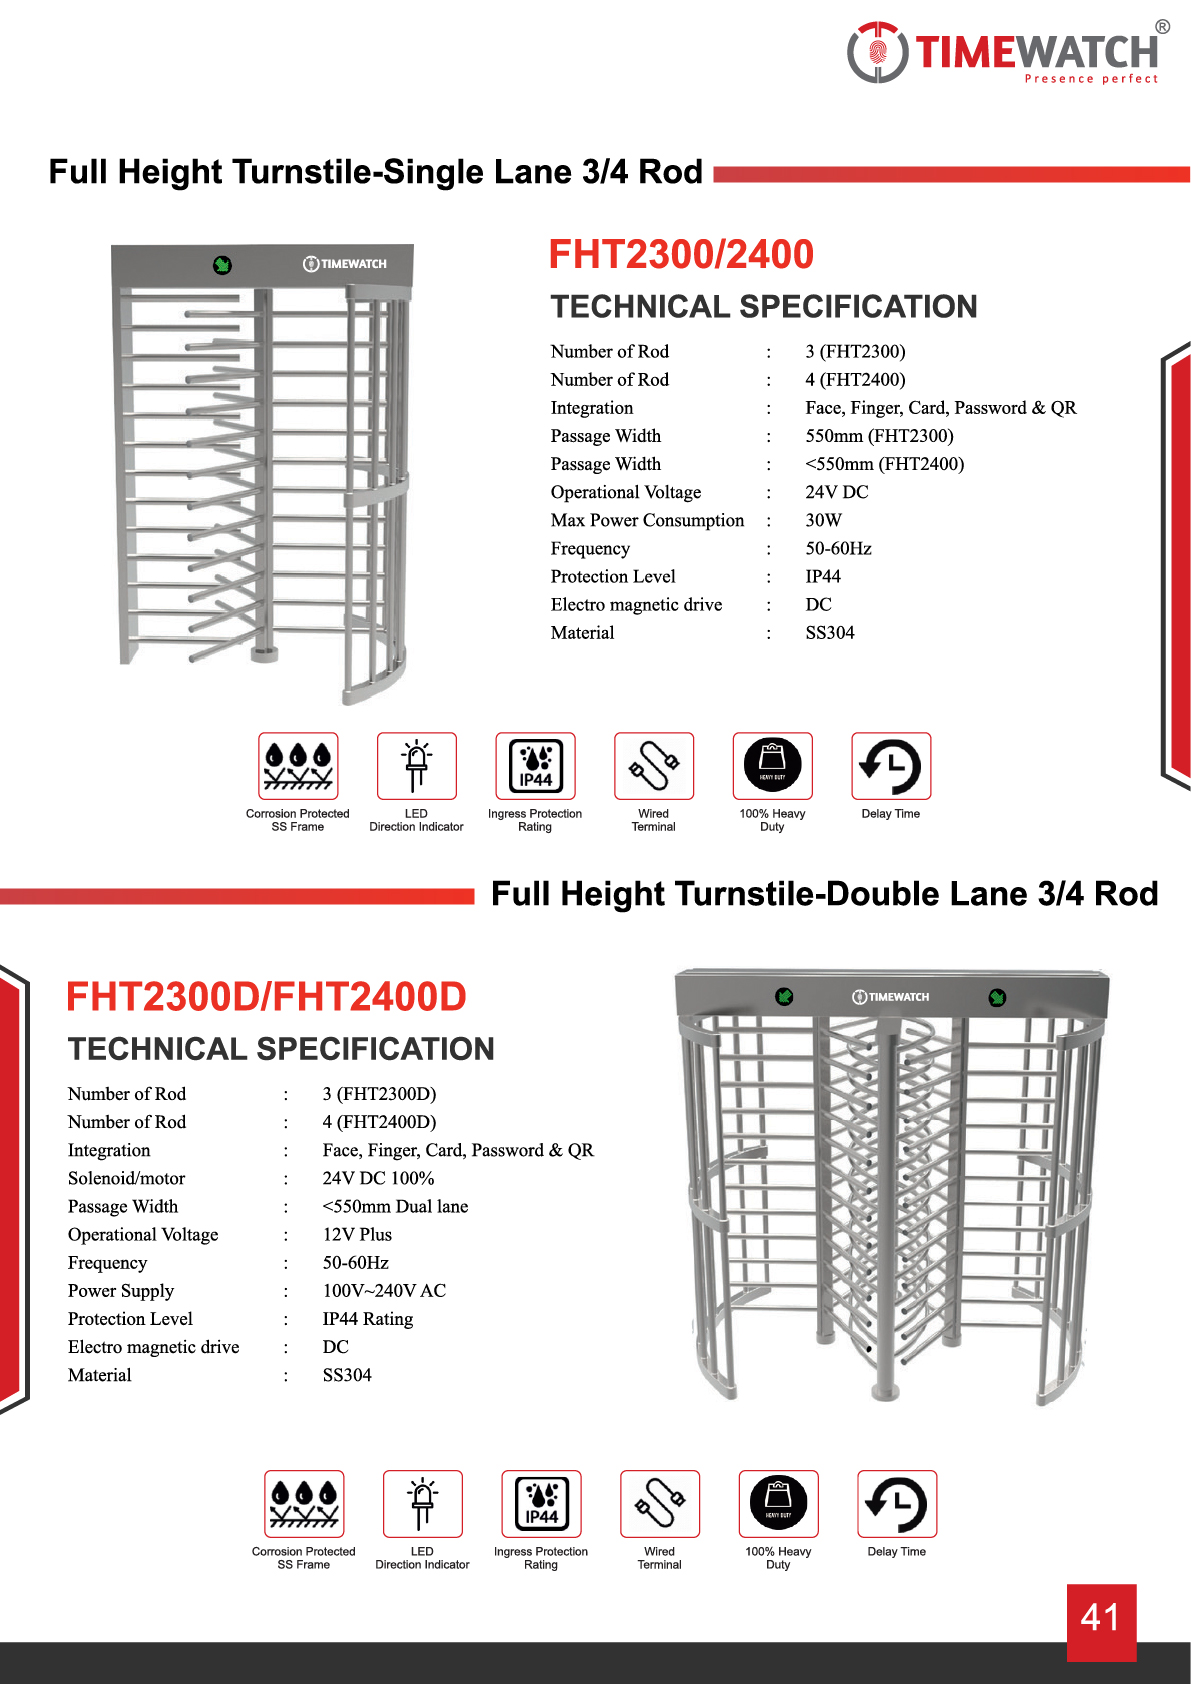 TIMEWATCH®
Presence perfect
Full Height Turnstile-Single Lane 3/4 Rod
TIMEWATCH
FHT2300/2400
TECHNICAL SPECIFICATION
Number of Rod : 3 (FHT2300)
Number of Rod : 4 (FHT2400)
Integration : Face, Finger, Card, Password & QR
Passage Width : 550mm (FHT2300)
Passage Width : <550mm (FHT2400)
Operational Voltage : 24V DC
Max Power Consumption : 30W
Frequency : 50-60Hz
Protection Level : IP44
Electro magnetic drive : DC
Material : SS304
IP44
HEAVY DUTY
Corrosion Protected
SS Frame
LED
Direction Indicator
Ingress Protection
Rating
Wired
Terminal
100% Heavy
Duty
Delay Time
Full Height Turnstile-Double Lane 3/4 Rod
FHT2300D/FHT2400D
TECHNICAL SPECIFICATION
Number of Rod : 3 (FHT2300D)
Number of Rod : 4 (FHT2400D)
Integration : Face, Finger, Card, Password & QR
Solenoid/motor : 24V DC 100%
Passage Width : <550mm Dual lane
Operational Voltage : 12V Plus
Frequency : 50-60Hz
Power Supply : 100V~240V AC
Protection Level : IP44 Rating
Electro magnetic drive : DC
Material : SS304
TIMEWATCH
IP44
HEAVY DUTY
Corrosion Protected
SS Frame
LED
Direction Indicator
Ingress Protection
Rating
Wired
Terminal
100% Heavy
Duty
Delay Time
41